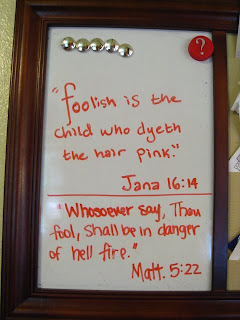 ?
"foolish is the
child who dyeth
the hair pink."
Jana 16:14
"Whosoever say, Thou
fool, shall be in danger
of hell fire."
Matt. 5:22